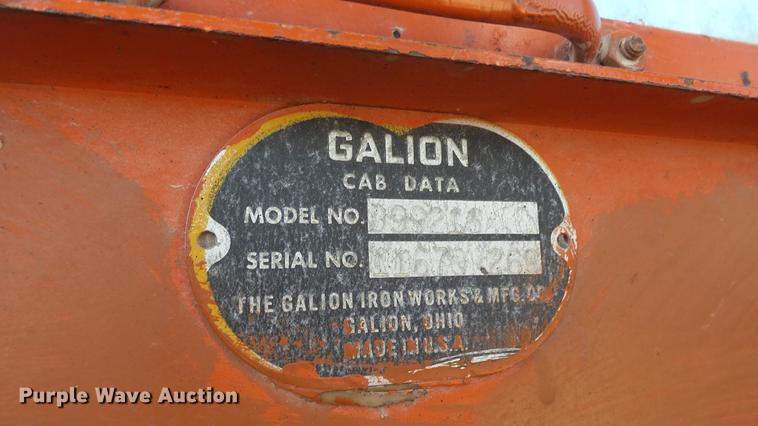 GALION
CAB DATA
MODEL NO.
SERIAL NO.
THE GALION IRON WORKS & MFG. CO.
GALION, OHIO
MADE IN U.S.A.
Purple Wave Auction